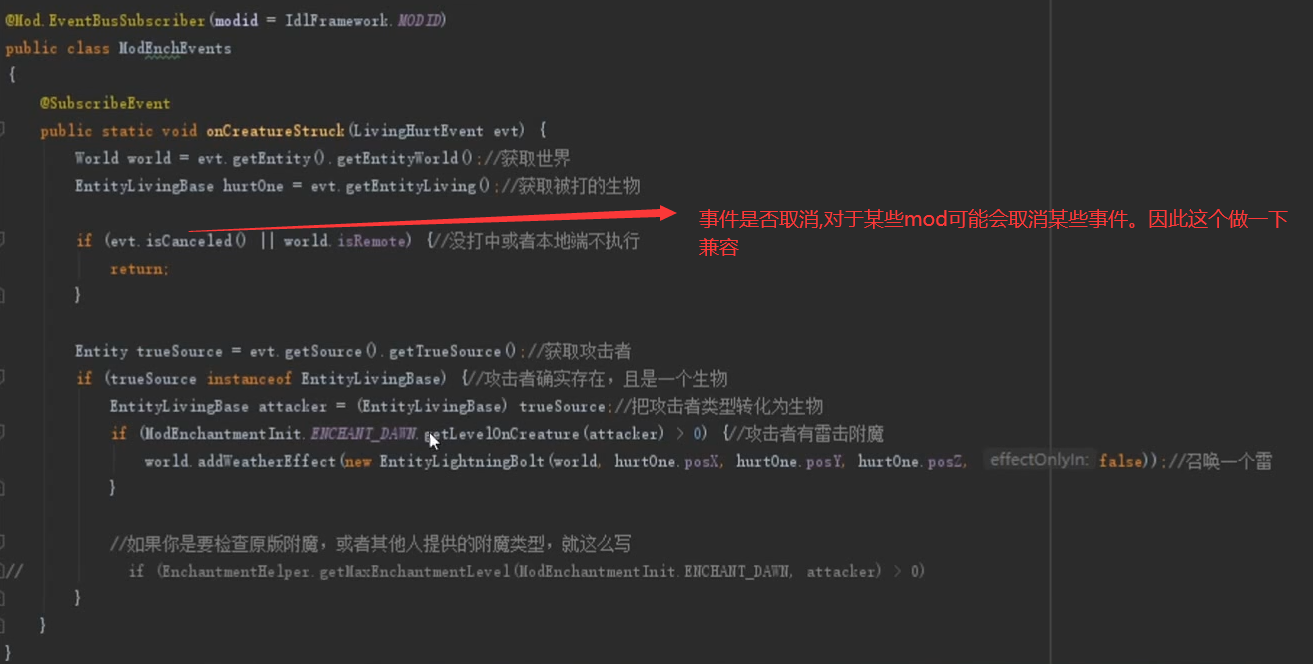 @Mod.EventBusSubscriber(modid = IdlFramework.MODID)
public class ModEnchEvents
{
@SubscribeEvent
public static void onCreatureStruck(LivingHurtEvent evt) {
World world = evt.getEntity().getEntityWorld();//获取世界
EntityLivingBase hurtOne = evt.getEntityLiving();//获取被打的生物
事件是否取消,对于某些mod可能会取消某些事件。因此这个做一下
兼容
if (evt.isCanceled() || world.isRemote) {//没打中或者本地端不执行
return;
}
Entity trueSource = evt.getSource().getTrueSource();//获取攻击者
if (trueSource instanceof EntityLivingBase) {//攻击者确实存在，且是一个生物
EntityLivingBase attacker = (EntityLivingBase) trueSource;//把攻击者类型转化为生物
if (ModEnchantmentInit.ENCHANT_DAWN.getLevelOnCreature(attacker) > 0) {//攻击者有雷击附魔
world.addWeatherEffect(new EntityLightningBolt(world, hurtOne.posX, hurtOne.posY, hurtOne.posZ, effectOnlyIn: false));//召唤一个雷
}
//如果你是要检查原版附魔，或者其他人提供的附魔类型，就这么写
// if (EnchantmentHelper.getMaxEnchantmentLevel(ModEnchantmentInit.ENCHANT_DAWN, attacker) > 0)
}
}
}